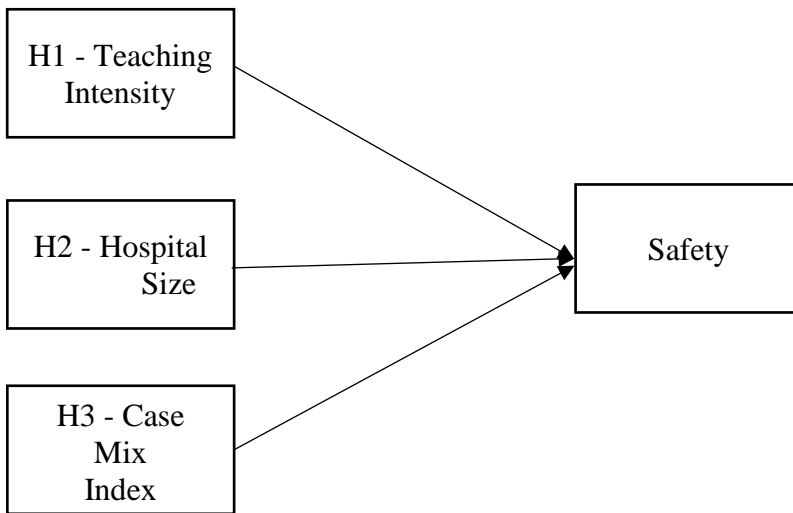 H1 - Teaching
Intensity
H2 - Hospital
Size
Safety
H3 - Case
Mix
Index